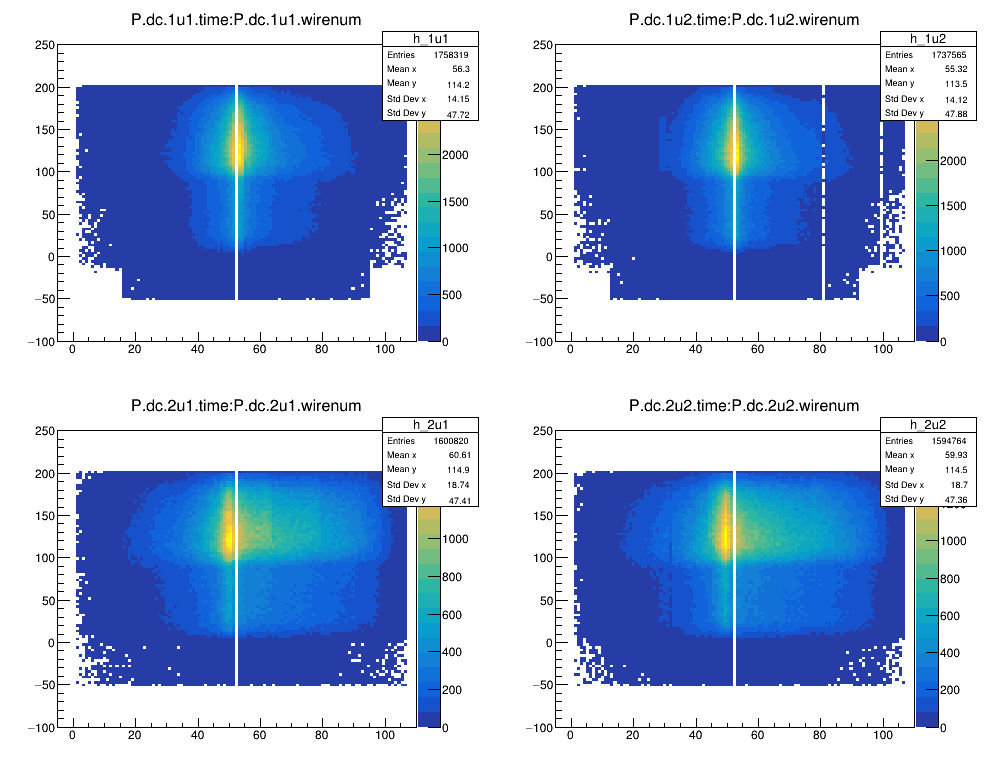 P.dc.1u1.time:P.dc.1u1.wirenum
h_1u1
Entries 1758319
Mean x 56.3
Mean y 114.2
Std Dev x 14.15
Std Dev y 47.72
250
200
150
100
50
0
−50
−100
0 20 40 60 80 100
2000
1500
1000
500
0
P.dc.1u2.time:P.dc.1u2.wirenum
h_1u2
Entries 1737565
Mean x 55.32
Mean y 113.5
Std Dev x 14.12
Std Dev y 47.88
250
200
150
100
50
0
−50
−100
0 20 40 60 80 100
2000
1500
1000
500
0
P.dc.2u1.time:P.dc.2u1.wirenum
h_2u1
Entries 1600820
Mean x 60.61
Mean y 114.9
Std Dev x 18.74
Std Dev y 47.41
250
200
150
100
50
0
−50
−100
0 20 40 60 80 100
1000
800
600
400
200
0
P.dc.2u2.time:P.dc.2u2.wirenum
h_2u2
Entries 1594764
Mean x 59.93
Mean y 114.5
Std Dev x 18.7
Std Dev y 47.36
250
200
150
100
50
0
−50
−100
0 20 40 60 80 100
1000
800
600
400
200
0